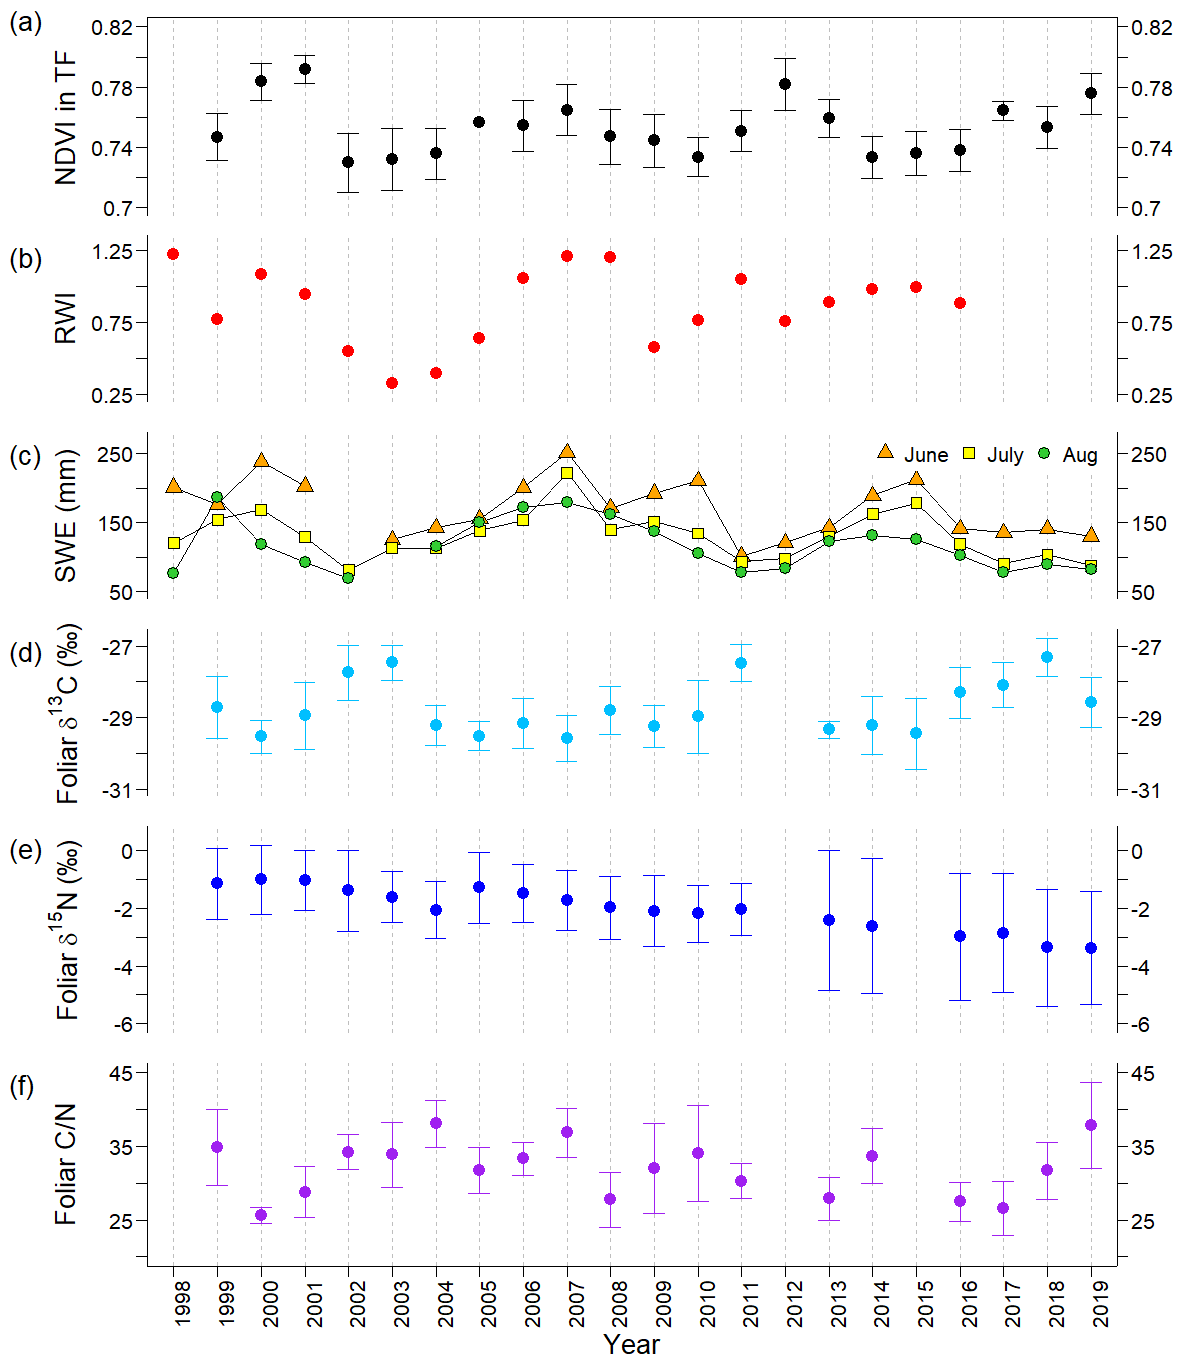 (a)
NDVI in TF
0.82
0.78
0.74
0.7
0.82
0.78
0.74
0.7
(b)
RWI
1.25
0.75
0.25
1.25
0.75
0.25
(c)
SWE (mm)
250
150
50
June July Aug
250
150
50
(d)
Foliar δ¹³C (‰)
-27
-29
-31
-27
-29
-31
(e)
Foliar δ¹⁵N (‰)
0
-2
-4
-6
0
-2
-4
-6
(f)
Foliar C/N
45
35
25
45
35
25
1998 1999 2000 2001 2002 2003 2004 2005 2006 2007 2008 2009 2010 2011 2012 2013 2014 2015 2016 2017 2018 2019
Year